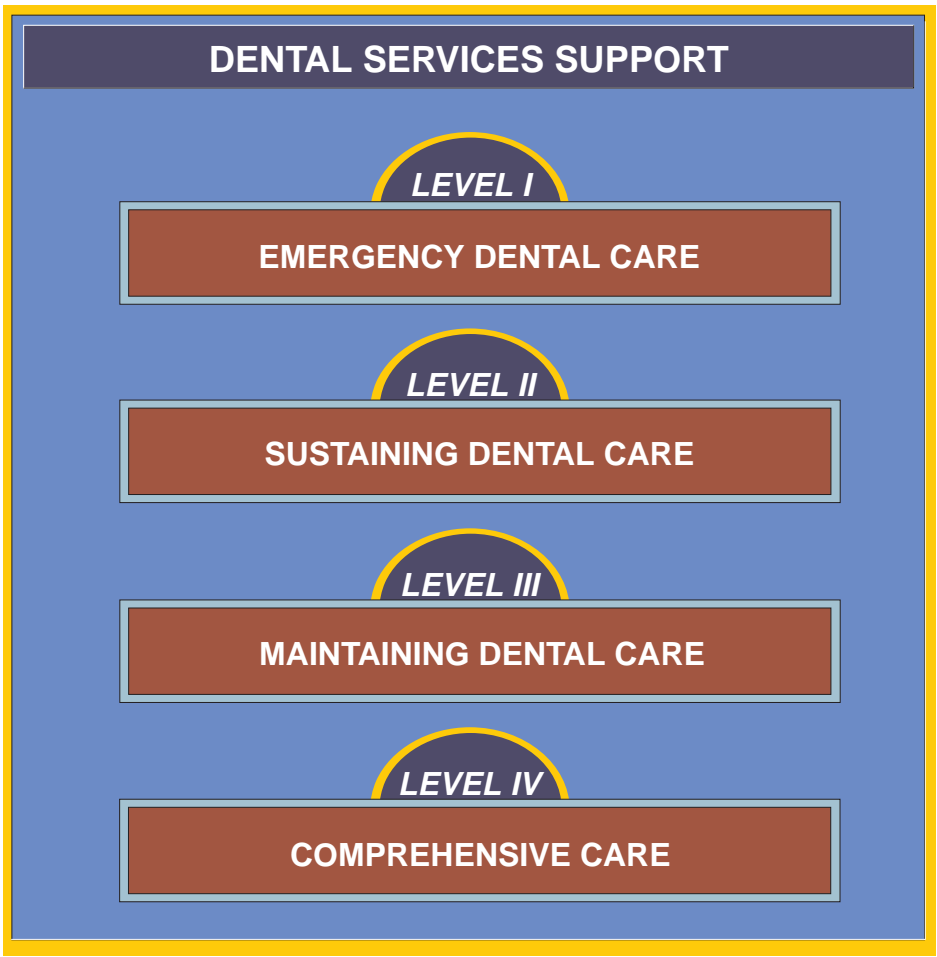 DENTAL SERVICES SUPPORT
LEVEL I
EMERGENCY DENTAL CARE
LEVEL II
SUSTAINING DENTAL CARE
LEVEL III
MAINTAINING DENTAL CARE
LEVEL IV
COMPREHENSIVE CARE